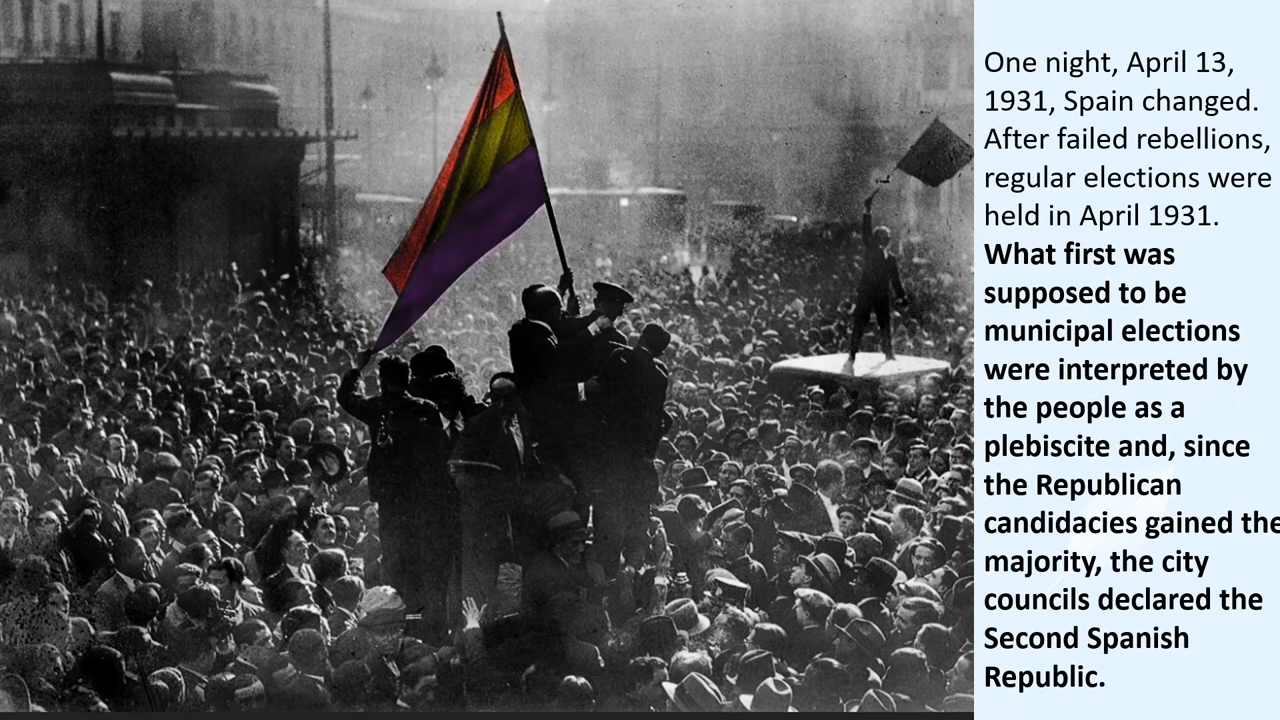 One night, April 13,
1931, Spain changed.
After failed rebellions,
regular elections were
held in April 1931.
What first was
supposed to be
municipal elections
were interpreted by
the people as a
plebiscite and, since
the Republican
candidacies gained the
majority, the city
councils declared the
Second Spanish
Republic.